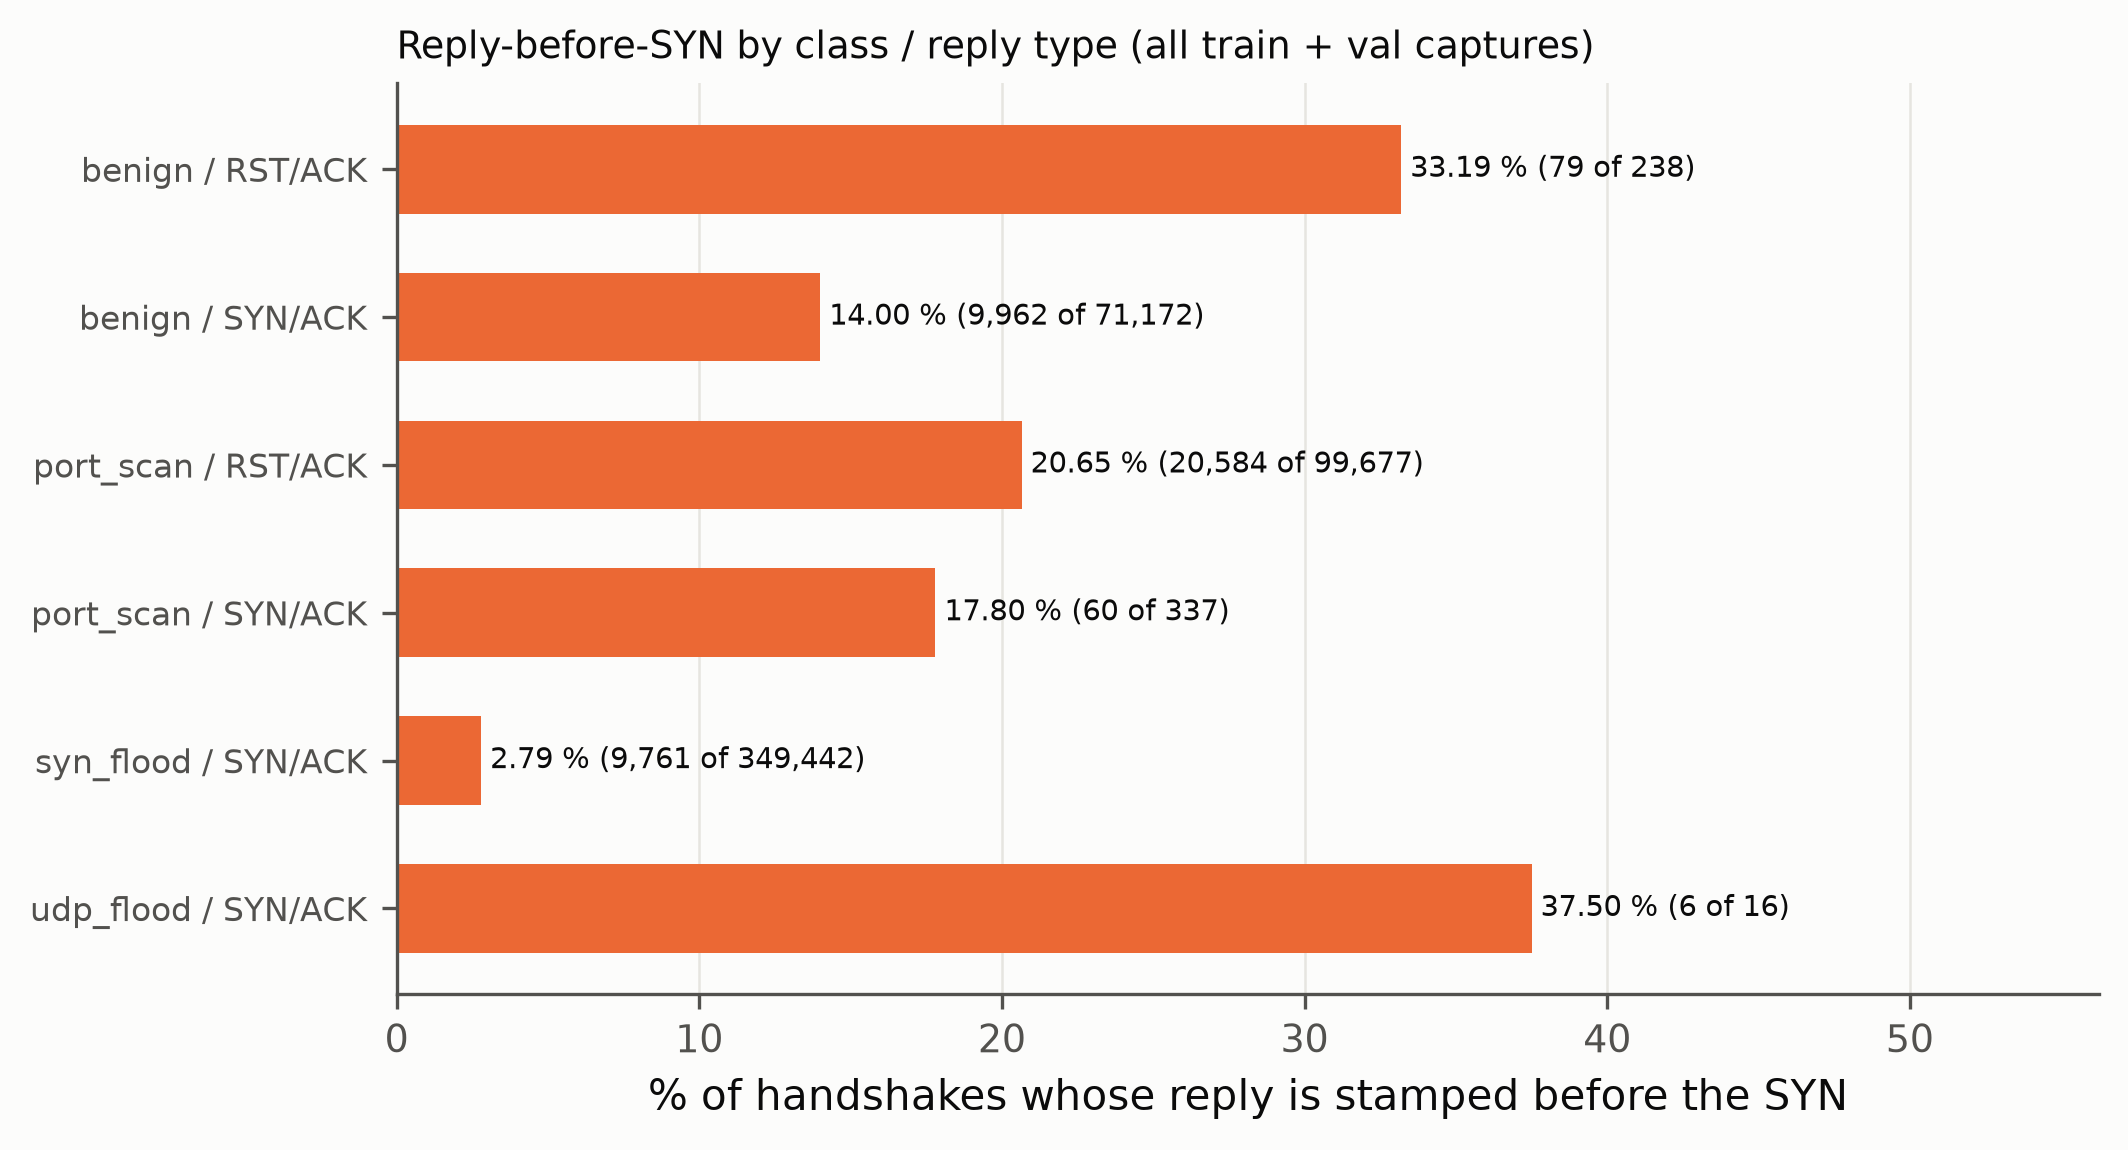 Reply-before-SYN by class / reply type (all train + val captures)
benign / RST/ACK 33.19 % (79 of 238)
benign / SYN/ACK 14.00 % (9,962 of 71,172)
port_scan / RST/ACK 20.65 % (20,584 of 99,677)
port_scan / SYN/ACK 17.80 % (60 of 337)
syn_flood / SYN/ACK 2.79 % (9,761 of 349,442)
udp_flood / SYN/ACK 37.50 % (6 of 16)
0 10 20 30 40 50
% of handshakes whose reply is stamped before the SYN